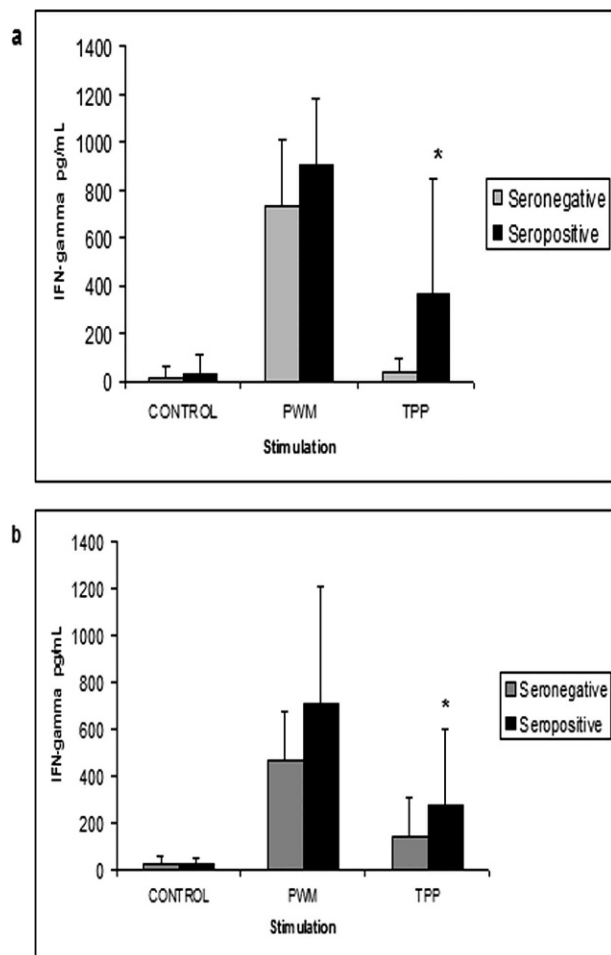 a
1400
1200
1000
800
600
400
200
0
IFN-gamma pg/mL
*
Seronegative
Seropositive
CONTROL PWM TPP
Stimulation
b
1400
1200
1000
800
600
400
200
0
IFN-gamma pg/mL
*
Seronegative
Seropositive
CONTROL PWM TPP
Stimulation